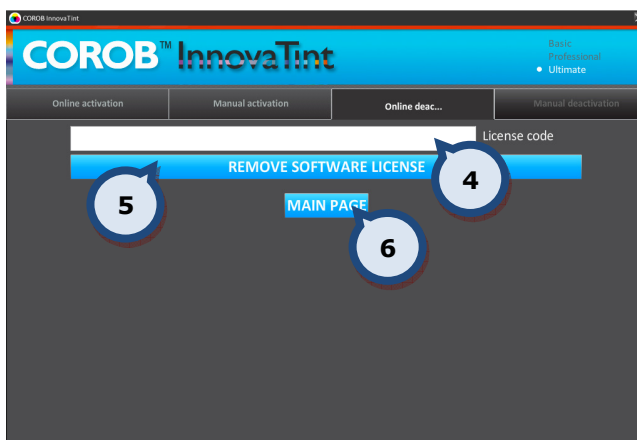 COROB InnovaTint
COROB™ InnovaTint
Basic
Professional
Ultimate
Online activation
Manual activation
Online deac...
Manual deactivation
License code
REMOVE SOFTWARE LICENSE
4
5
MAIN PAGE
6